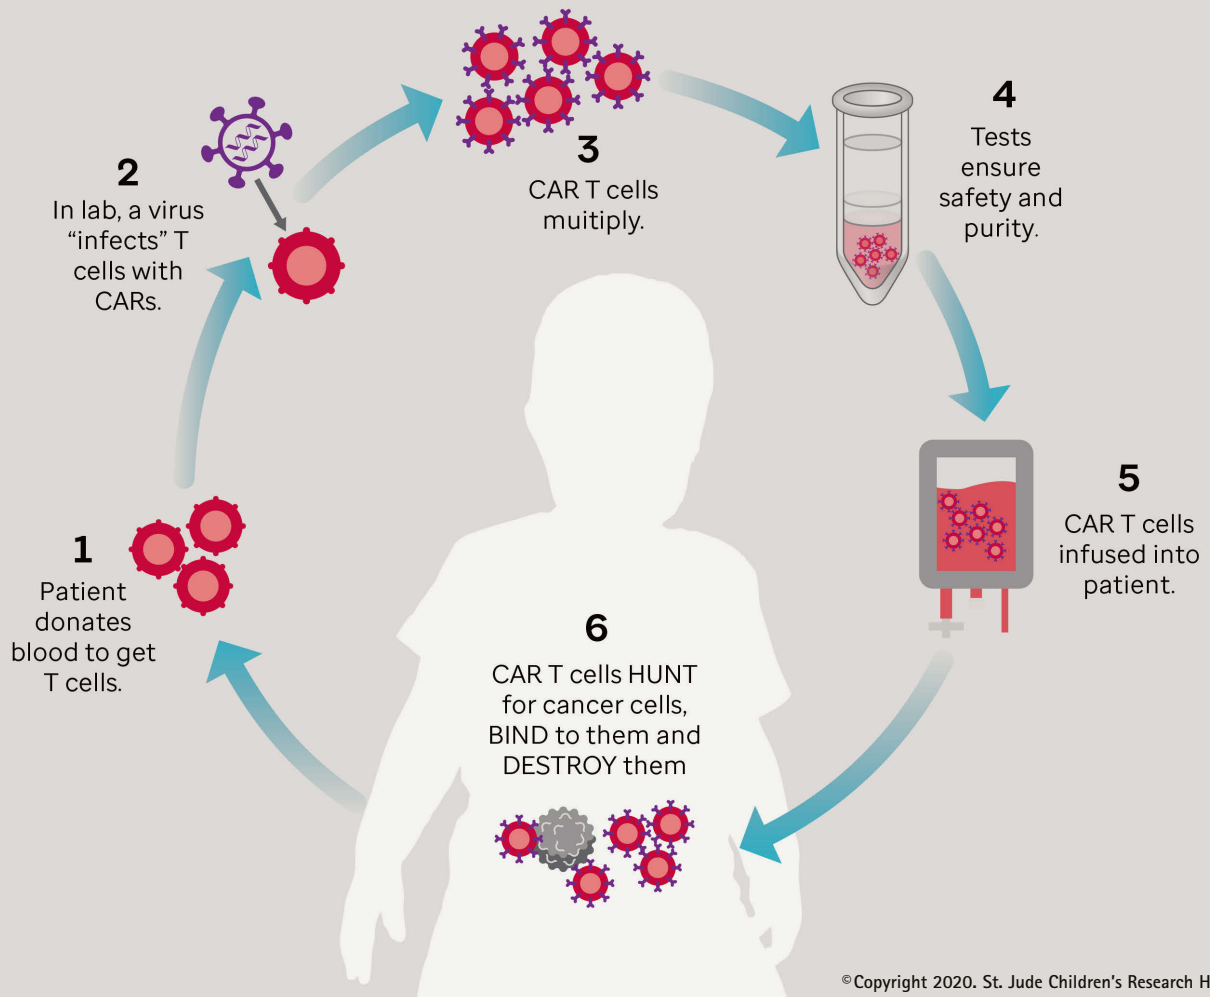 1
Patient
donates
blood to get
T cells.
2
In lab, a virus
“infects” T
cells with
CARs.
3
CAR T cells
muitiply.
4
Tests
ensure
safety and
purity.
5
CAR T cells
infused into
patient.
6
CAR T cells HUNT
for cancer cells,
BIND to them and
DESTROY them
©Copyright 2020. St. Jude Children's Research H